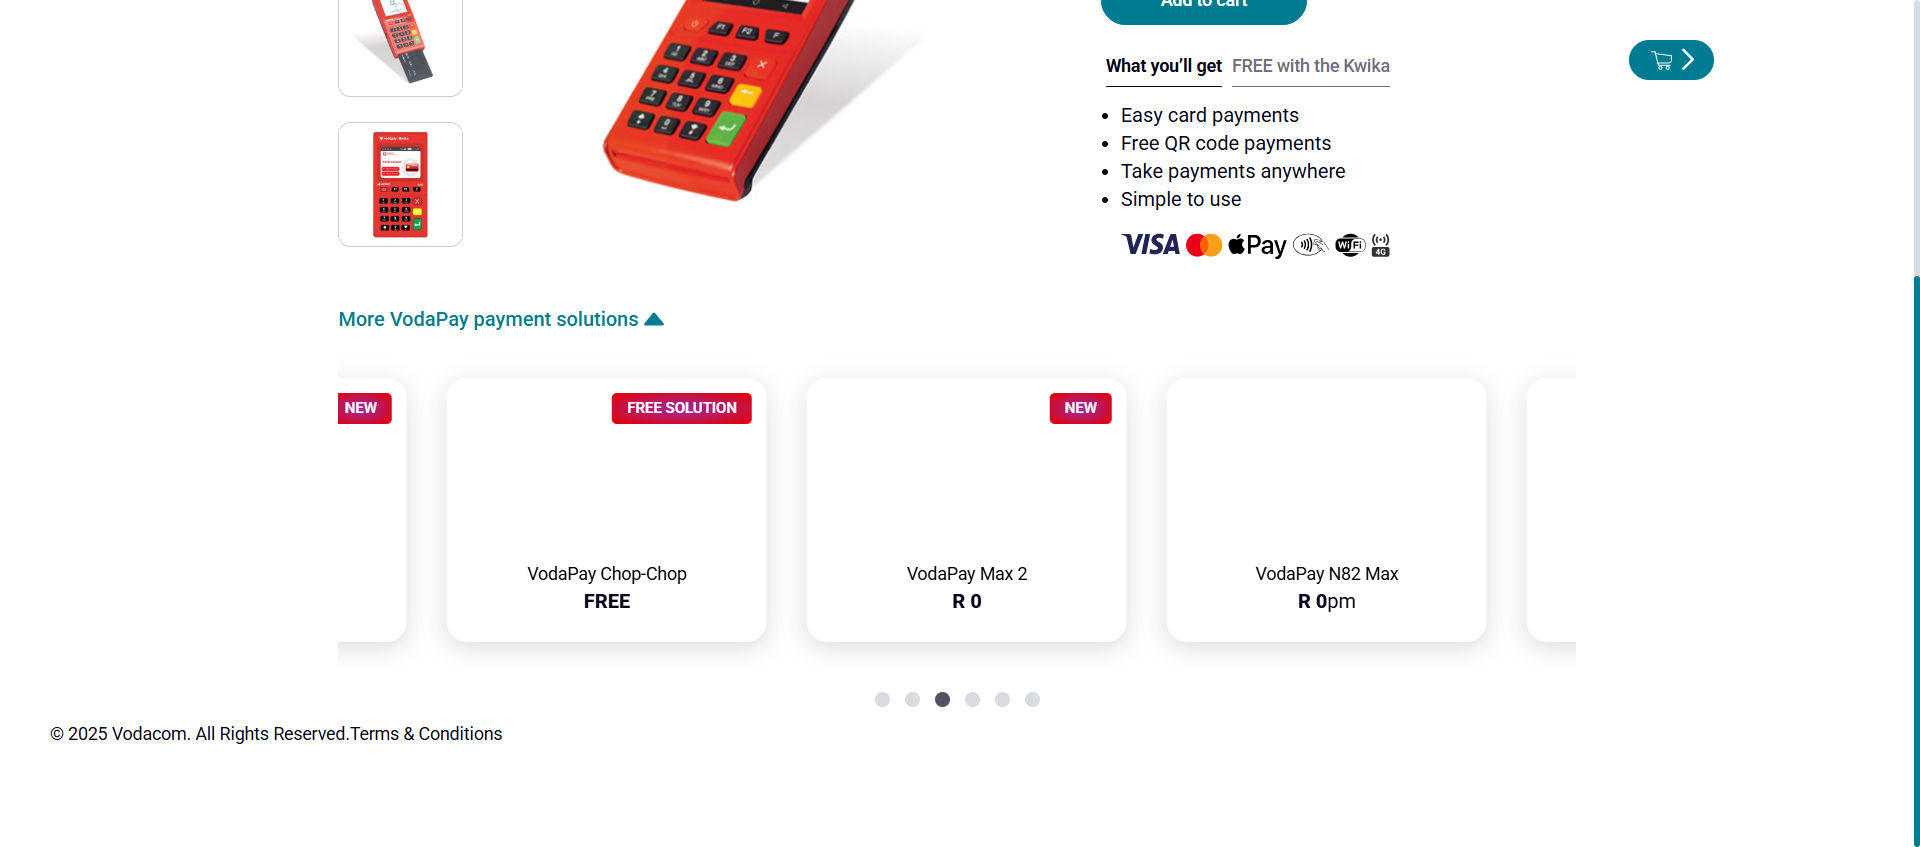 Add to cart
What you’ll get FREE with the Kwika
Easy card payments
Free QR code payments
Take payments anywhere
Simple to use
VISA Pay WiFi 4G
More VodaPay payment solutions
NEW
FREE SOLUTION
NEW
VodaPay Chop-Chop
FREE
VodaPay Max 2
R 0
VodaPay N82 Max
R 0pm
© 2025 Vodacom. All Rights Reserved.Terms & Conditions